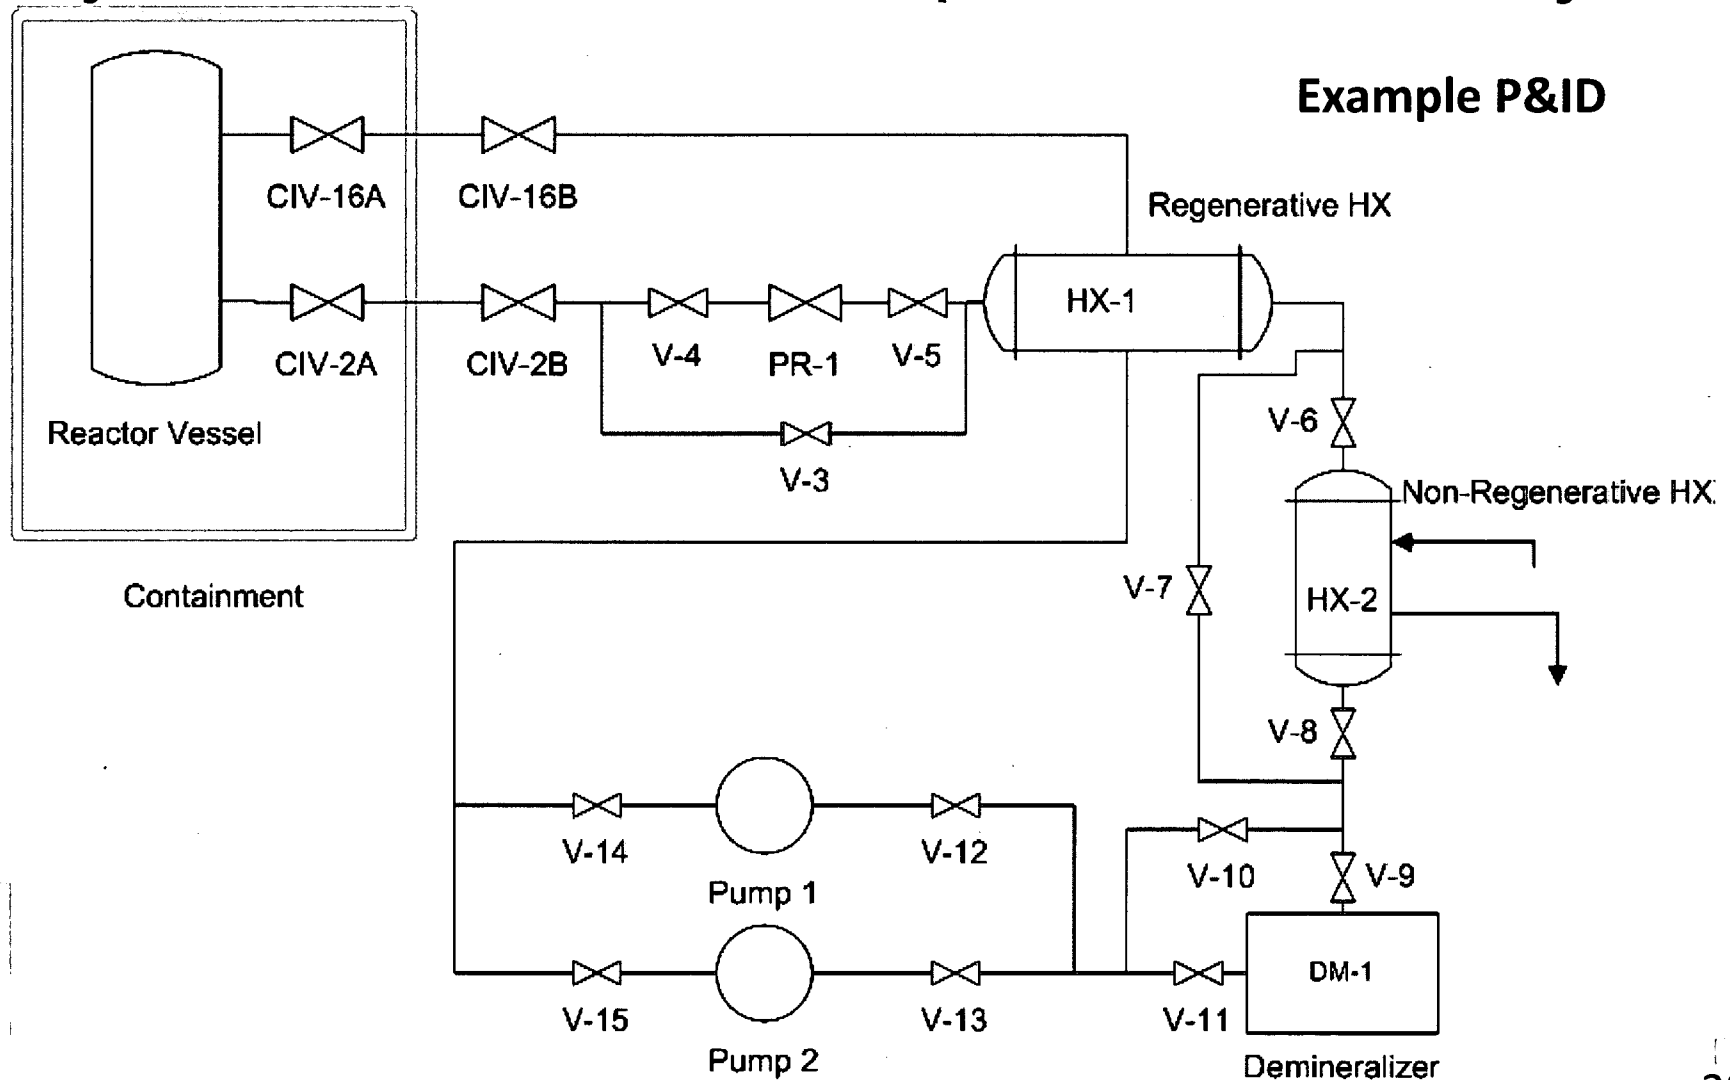 Example P&ID
CIV-16A
CIV-16B
Regenerative HX
HX-1
CIV-2A
CIV-2B
V-4
PR-1
V-5
V-6
Reactor Vessel
V-3
Non-Regenerative HX
Containment
V-7
HX-2
V-8
V-14
V-12
V-10
V-9
Pump 1
DM-1
V-15
V-13
V-11
Pump 2
Demineralizer